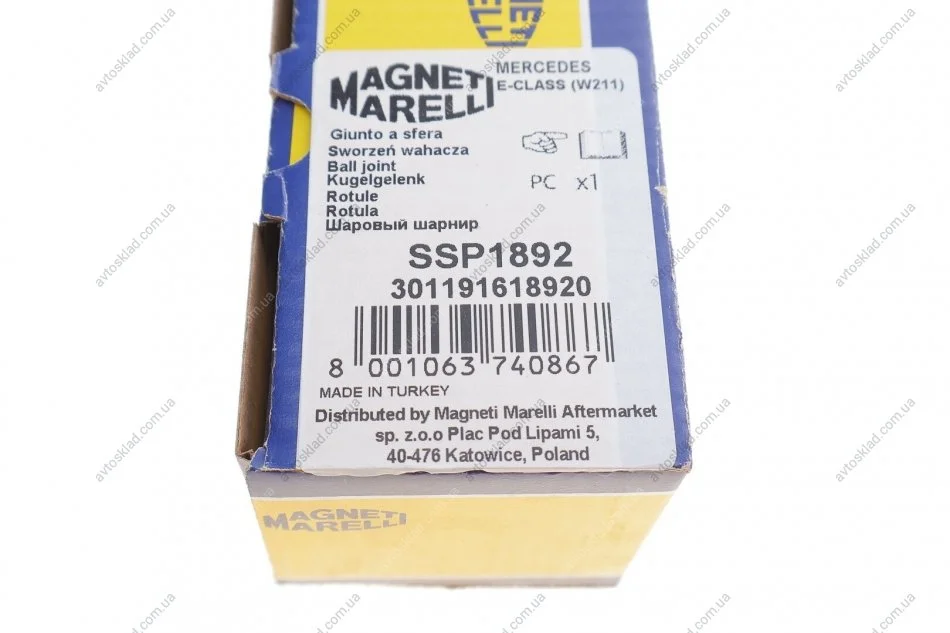 MAGNETI
MARELLI
MAGNETI
MARELLI
MERCEDES
E-CLASS (W211)
Giunto a sfera
Sworzeń wahacza
Ball joint
Kugelgelenk
Rotule
Rotula
Шаровый шарнир
PC x1
SSP1892
301191618920
8 001063 740867
MADE IN TURKEY
Distributed by Magneti Marelli Aftermarket
sp. z.o.o Plac Pod Lipami 5,
40-476 Katowice, Poland
MAGNETI
MARELLI
avtosklad.com.ua